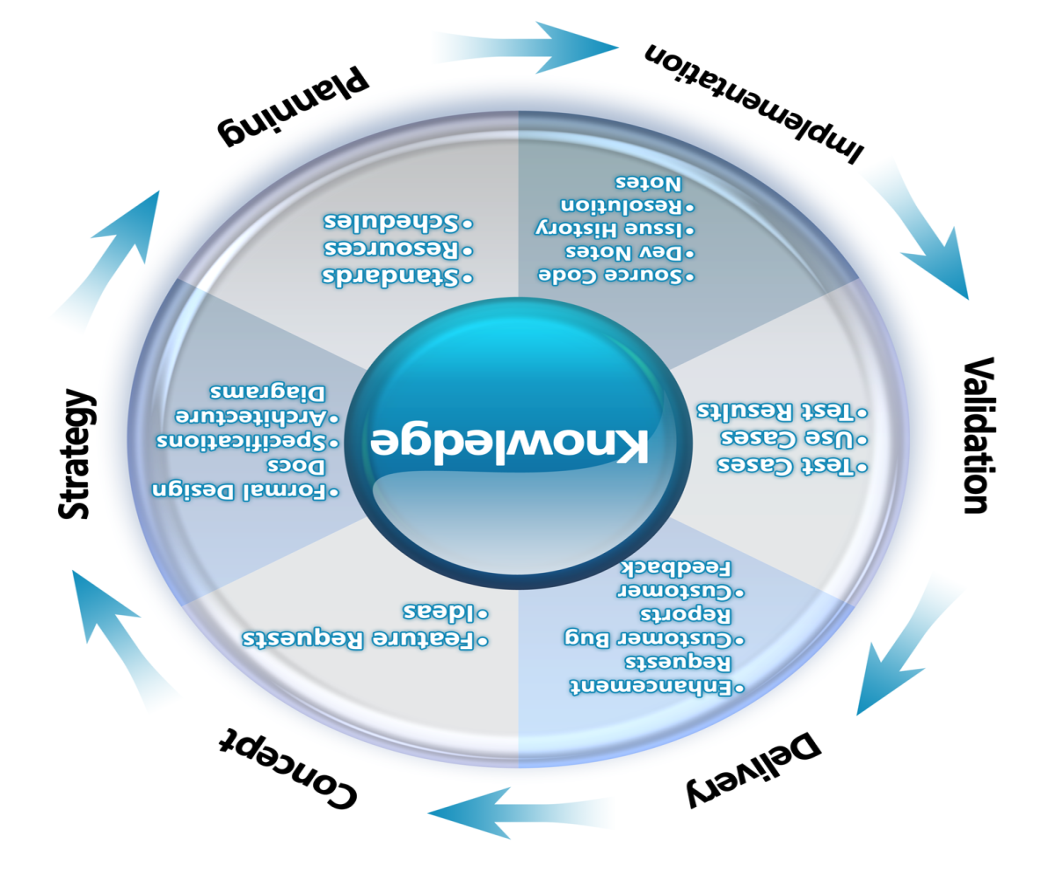 Delivery
Concept
•Enhancement
Requests
•Customer Bug
Reports
•Customer
Feedback
•Feature Requests
•Ideas
Validation
•Test Cases
•Use Cases
•Test Results
Knowledge
•Formal Design
Docs
•Specifications
•Architecture
Diagrams
Strategy
•Source Code
•Dev Notes
•Issue History
•Resolution
Notes
•Standards
•Resources
•Schedules
Implementation
Planning